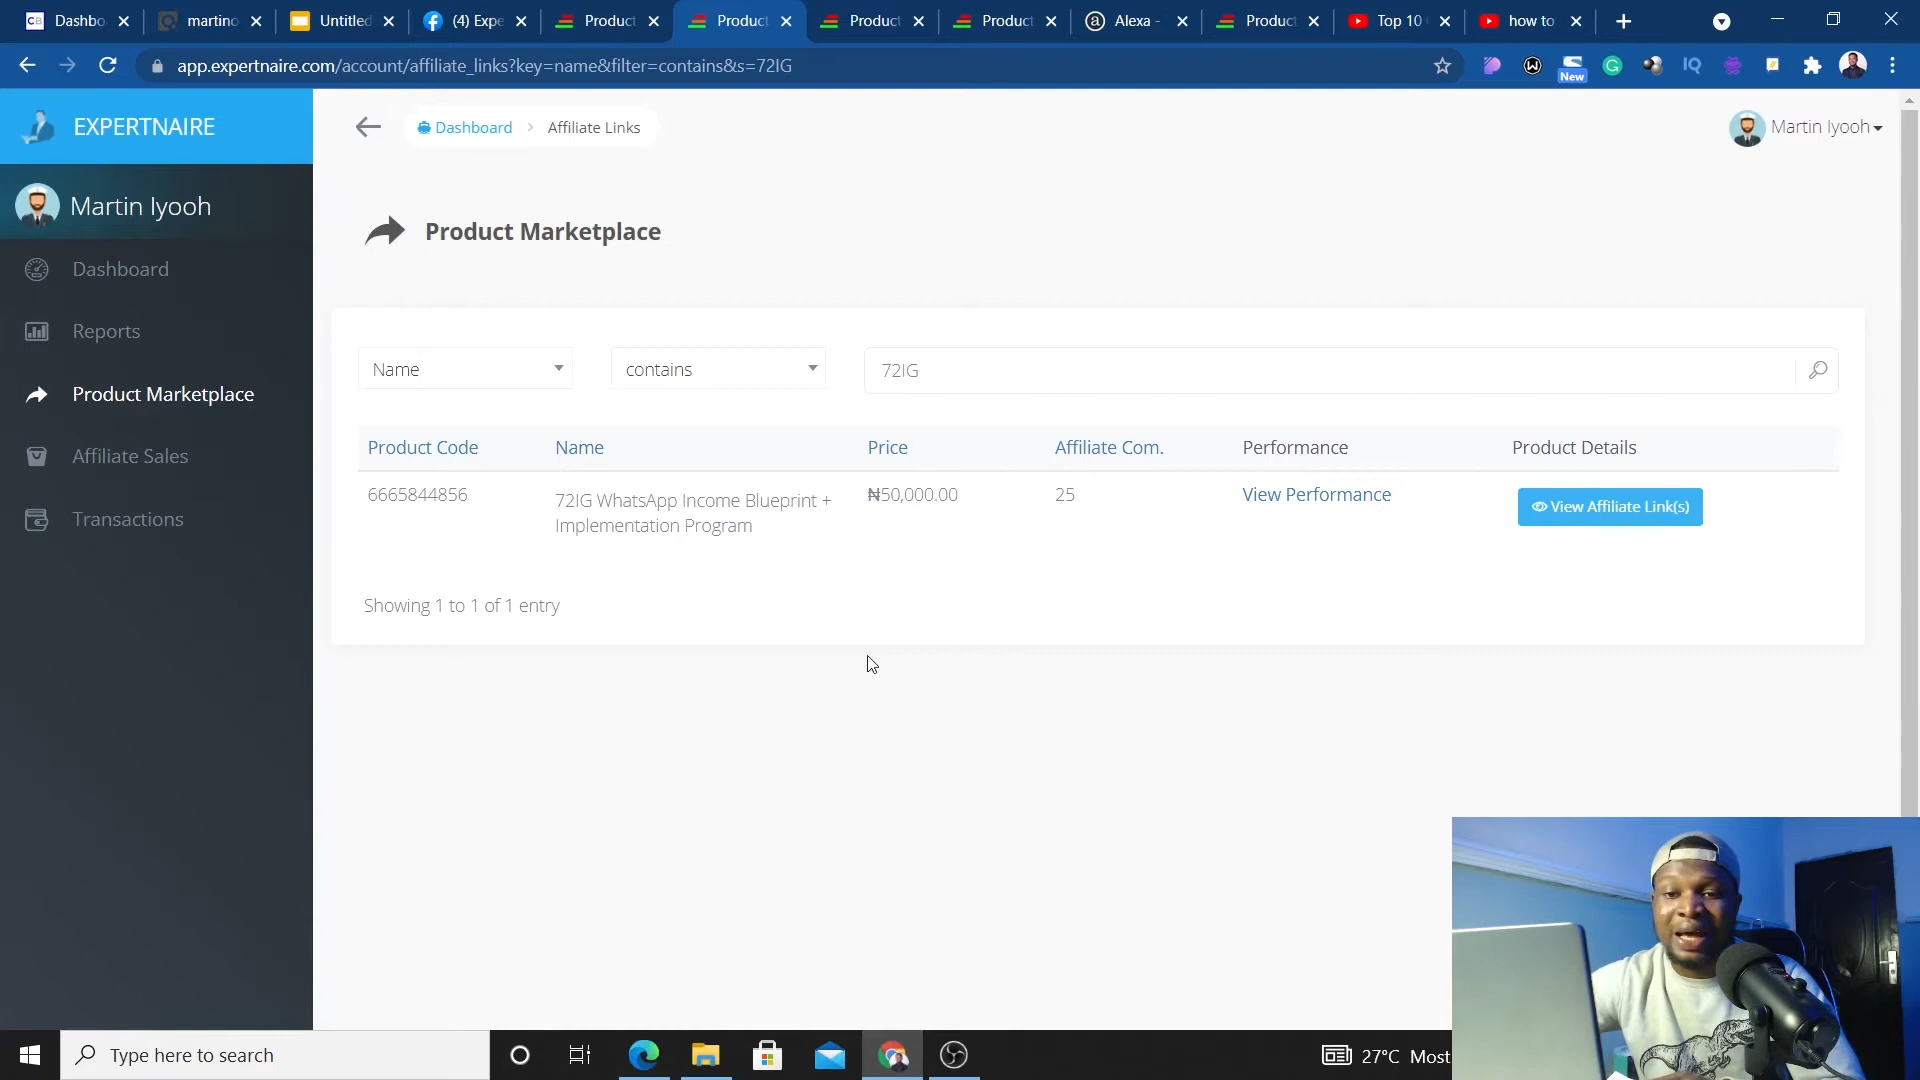 Dashbo
martino
Untitled
(4) Expe
Product
Product
Product
Product
Alexa -
Product
Top 10
how to
app.expertnaire.com/account/affiliate_links?key=name&filter=contains&s=72IG
New
EXPERTNAIRE
Dashboard
Affiliate Links
Martin Iyooh
Martin Iyooh
Product Marketplace
Dashboard
Reports
Product Marketplace
Affiliate Sales
Transactions
Name
contains
72IG
Product Code Name Price Affiliate Com. Performance Product Details
6665844856 72IG WhatsApp Income Blueprint + ₦50,000.00 25 View Performance View Affiliate Link(s)
Implementation Program
Showing 1 to 1 of 1 entry
Type here to search
27°C Most